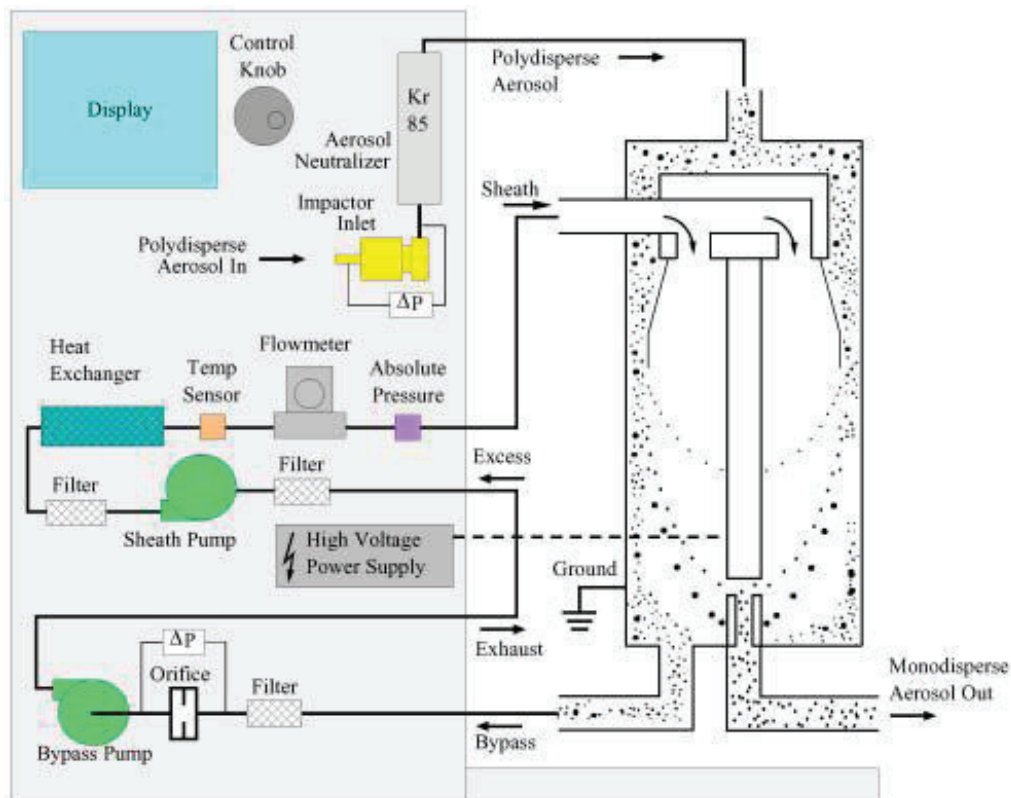 Control
Knob
Display
Kr
85
Aerosol
Neutralizer
Polydisperse
Aerosol
Impactor
Inlet
Sheath
Polydisperse
Aerosol In
ΔP
Heat
Exchanger
Temp
Sensor
Flowmeter
Absolute
Pressure
Filter
Sheath Pump
Filter
Excess
High Voltage
Power Supply
Ground
ΔP
Orifice
Filter
Exhaust
Bypass Pump
Bypass
Monodisperse
Aerosol Out